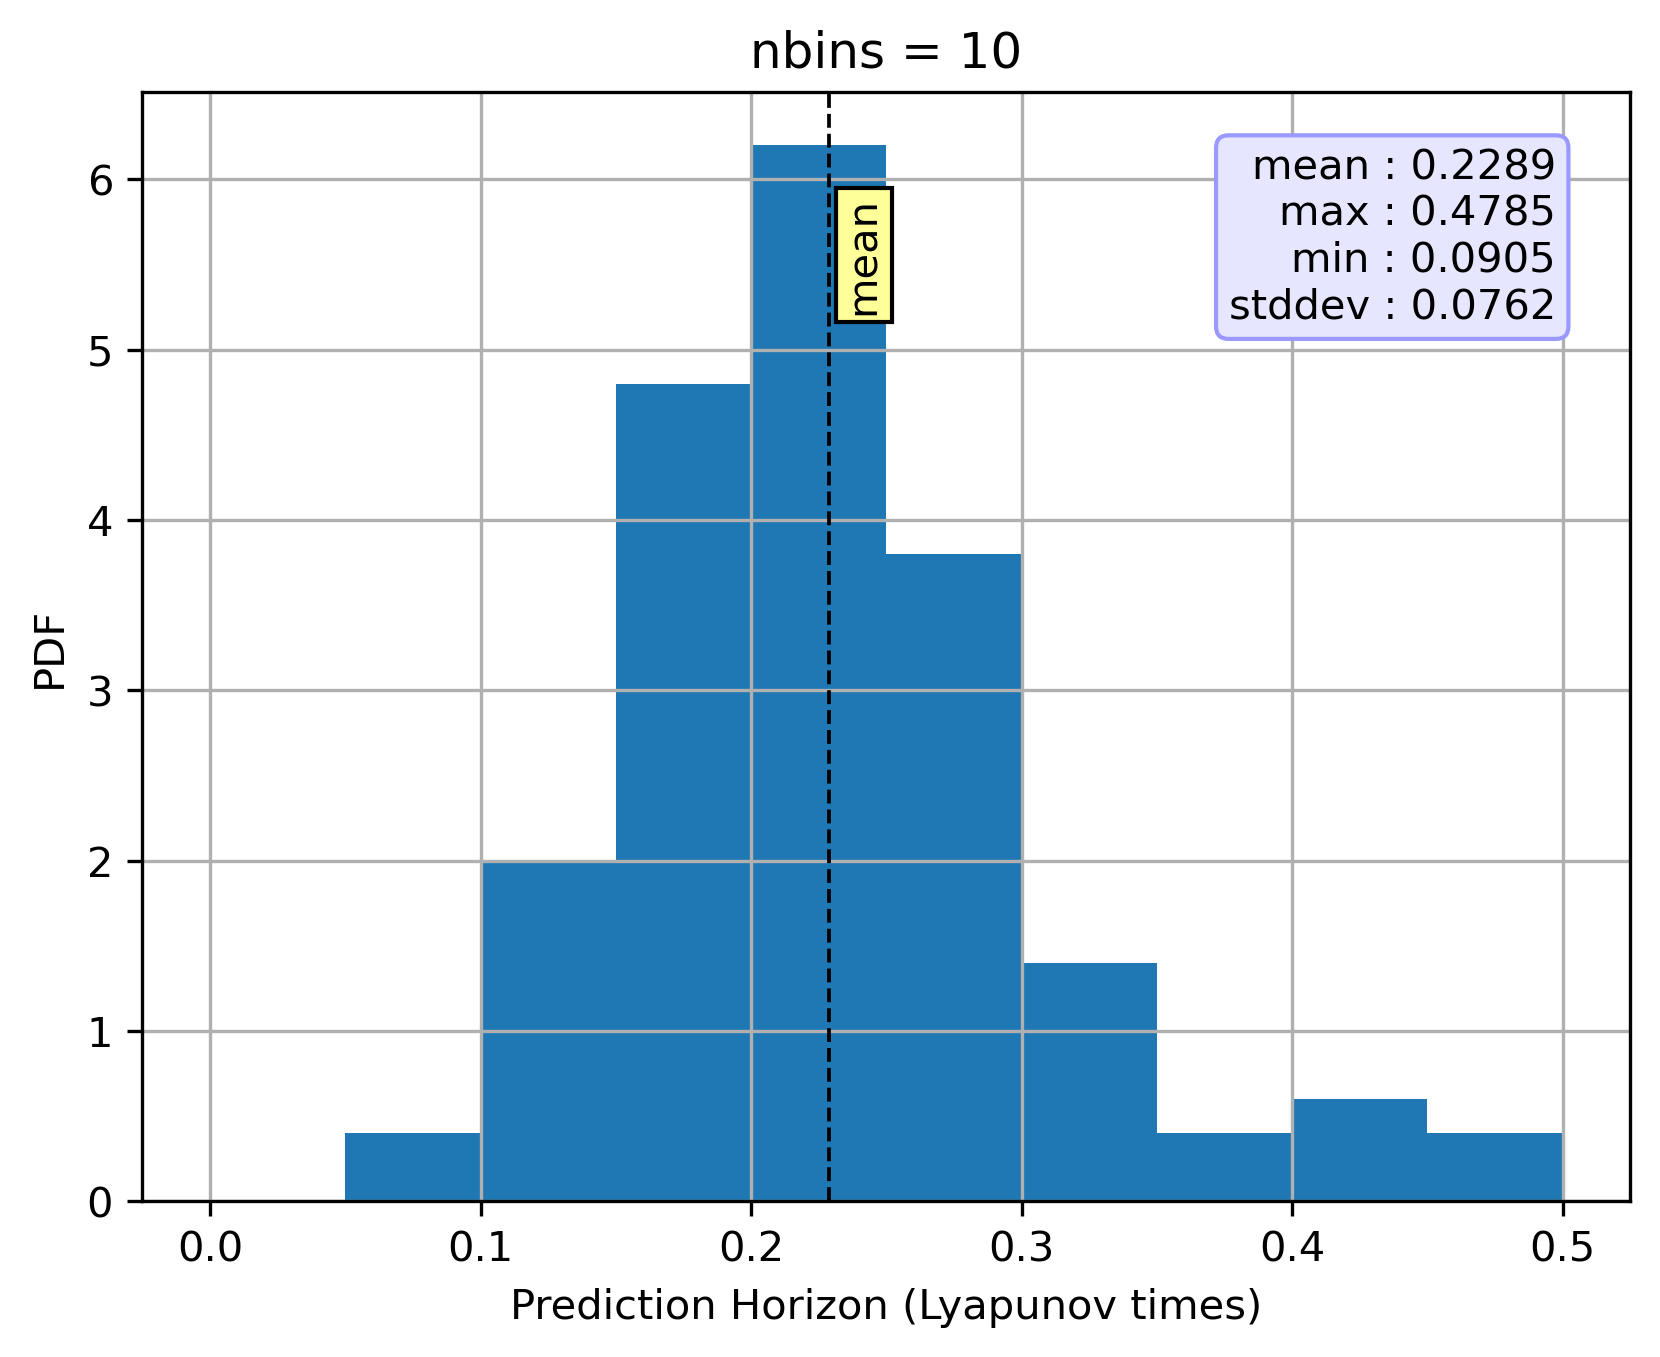 nbins = 10
mean : 0.2289
max : 0.4785
min : 0.0905
stddev : 0.0762
mean
PDF
6
5
4
3
2
1
0
0.0 0.1 0.2 0.3 0.4 0.5
Prediction Horizon (Lyapunov times)